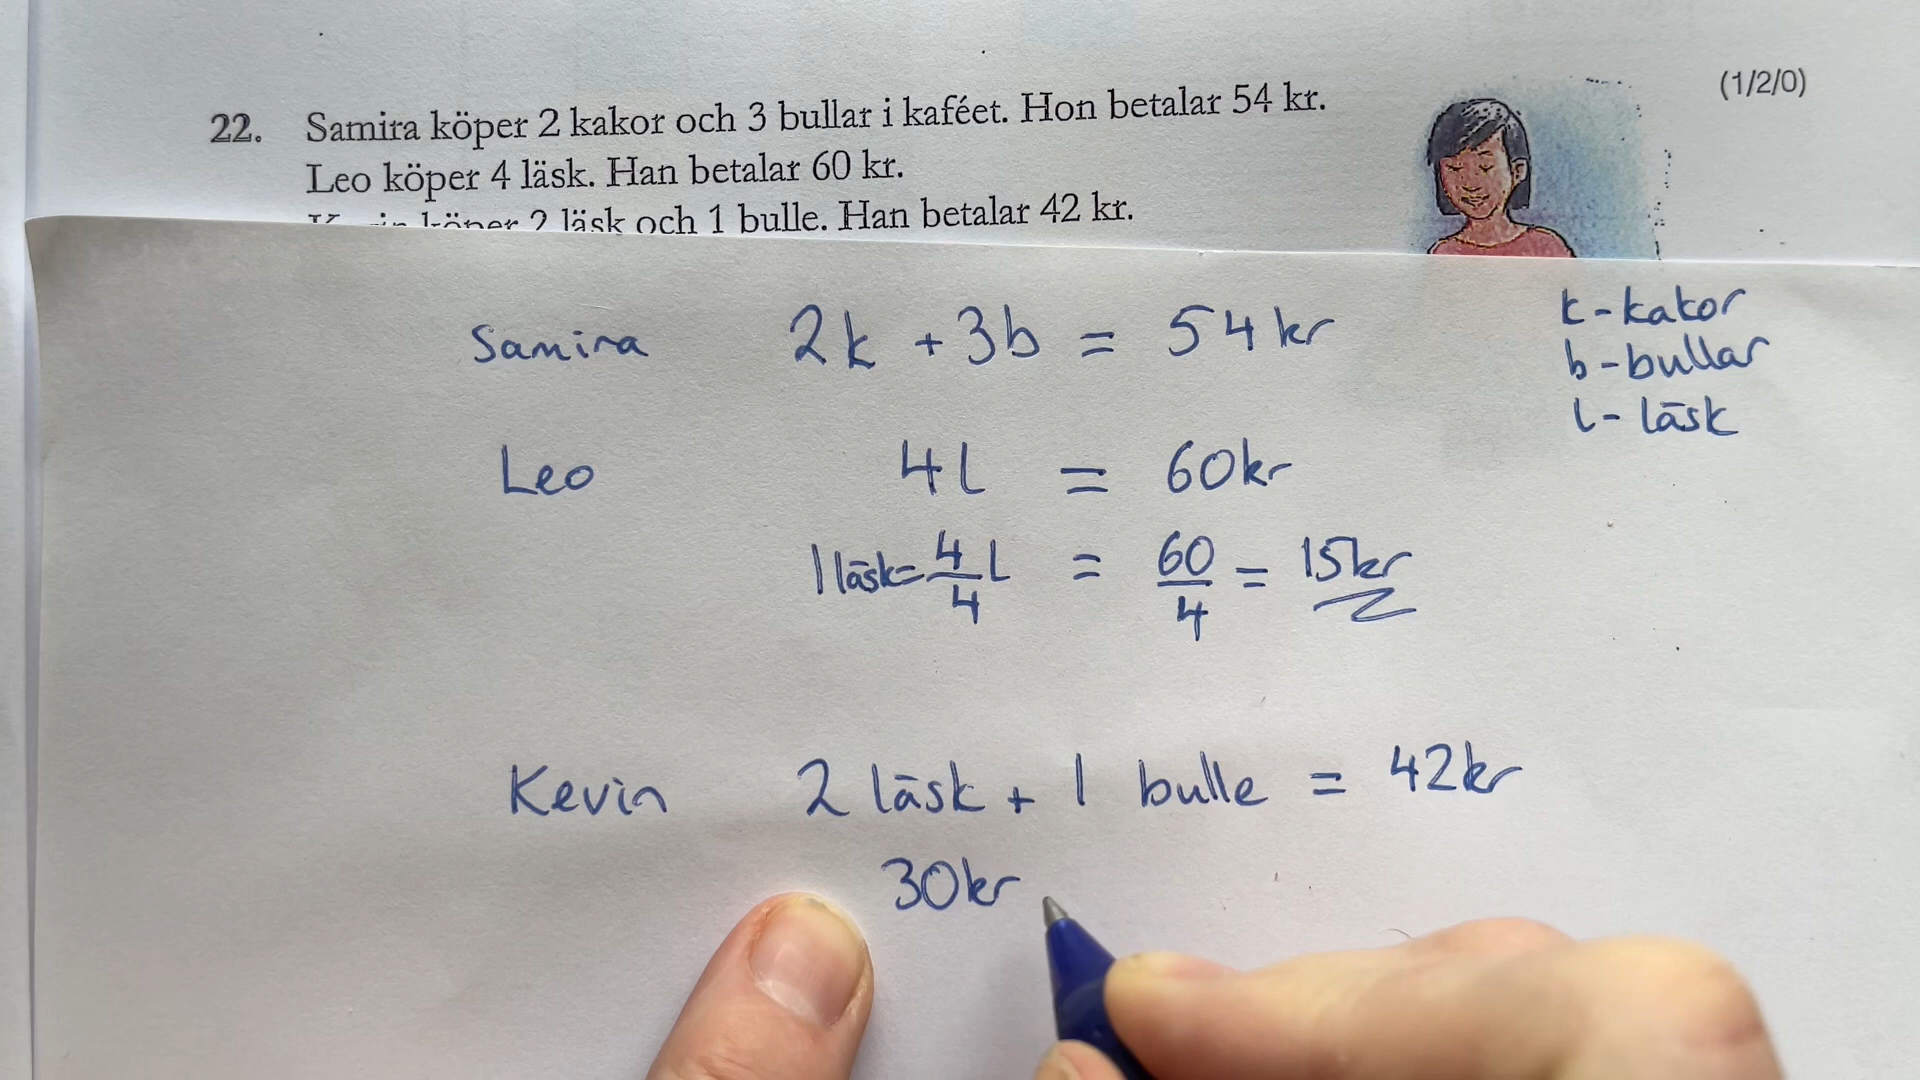 (1/2/0)
22. Samira köper 2 kakor och 3 bullar i kaféet. Hon betalar 54 kr.
Leo köper 4 läsk. Han betalar 60 kr.
köper 2 läsk och 1 bulle. Han betalar 42 kr.
k - kakor
b - bullar
l - läsk
Samira 2k + 3b = 54 kr
Leo 4l = 60kr
1 läsk = 4/4 l = 60/4 = 15kr
Kevin 2 läsk + 1 bulle = 42kr
30kr